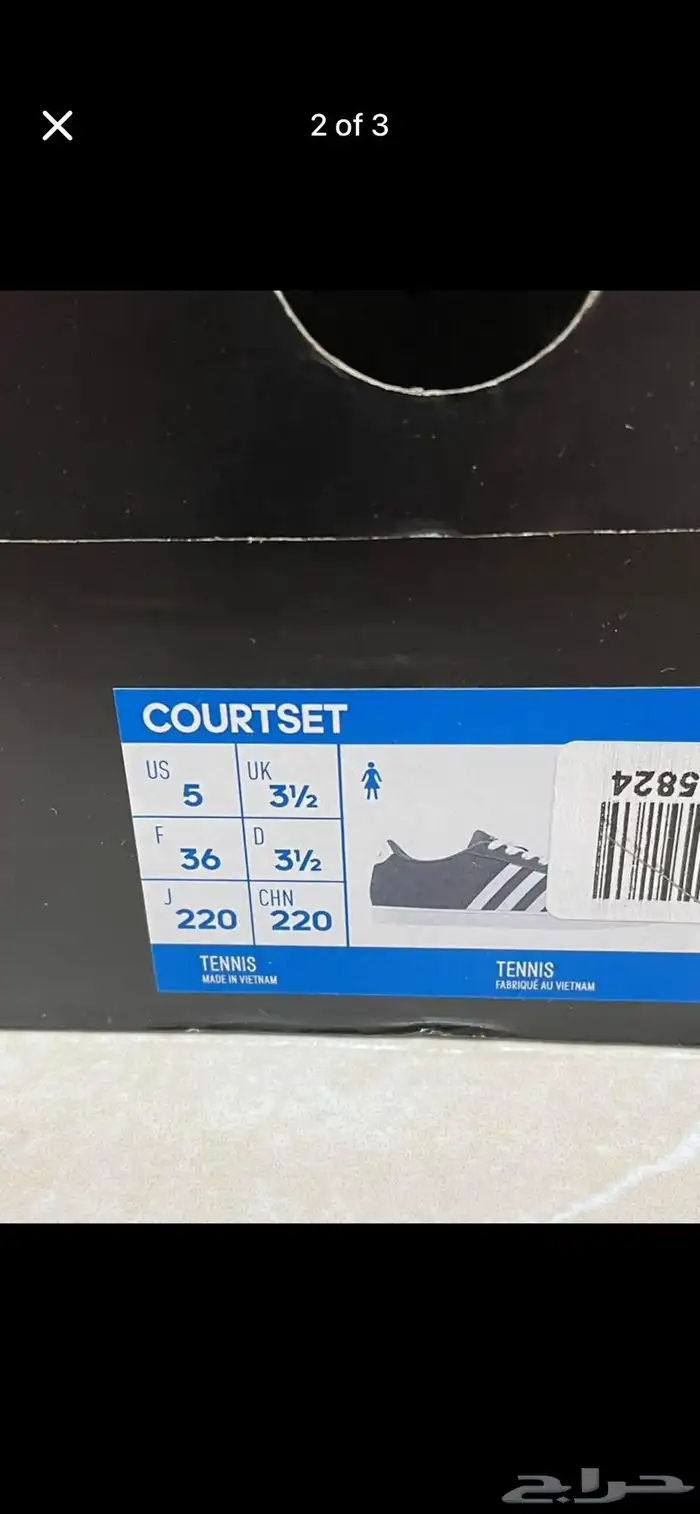 2 of 3
COURTSET
US 5 UK 3½
F 36 D 3½
J 220 CHN 220
5824
TENNIS TENNIS
MADE IN VIETNAM FABRIQUÉ AU VIETNAM
حراج